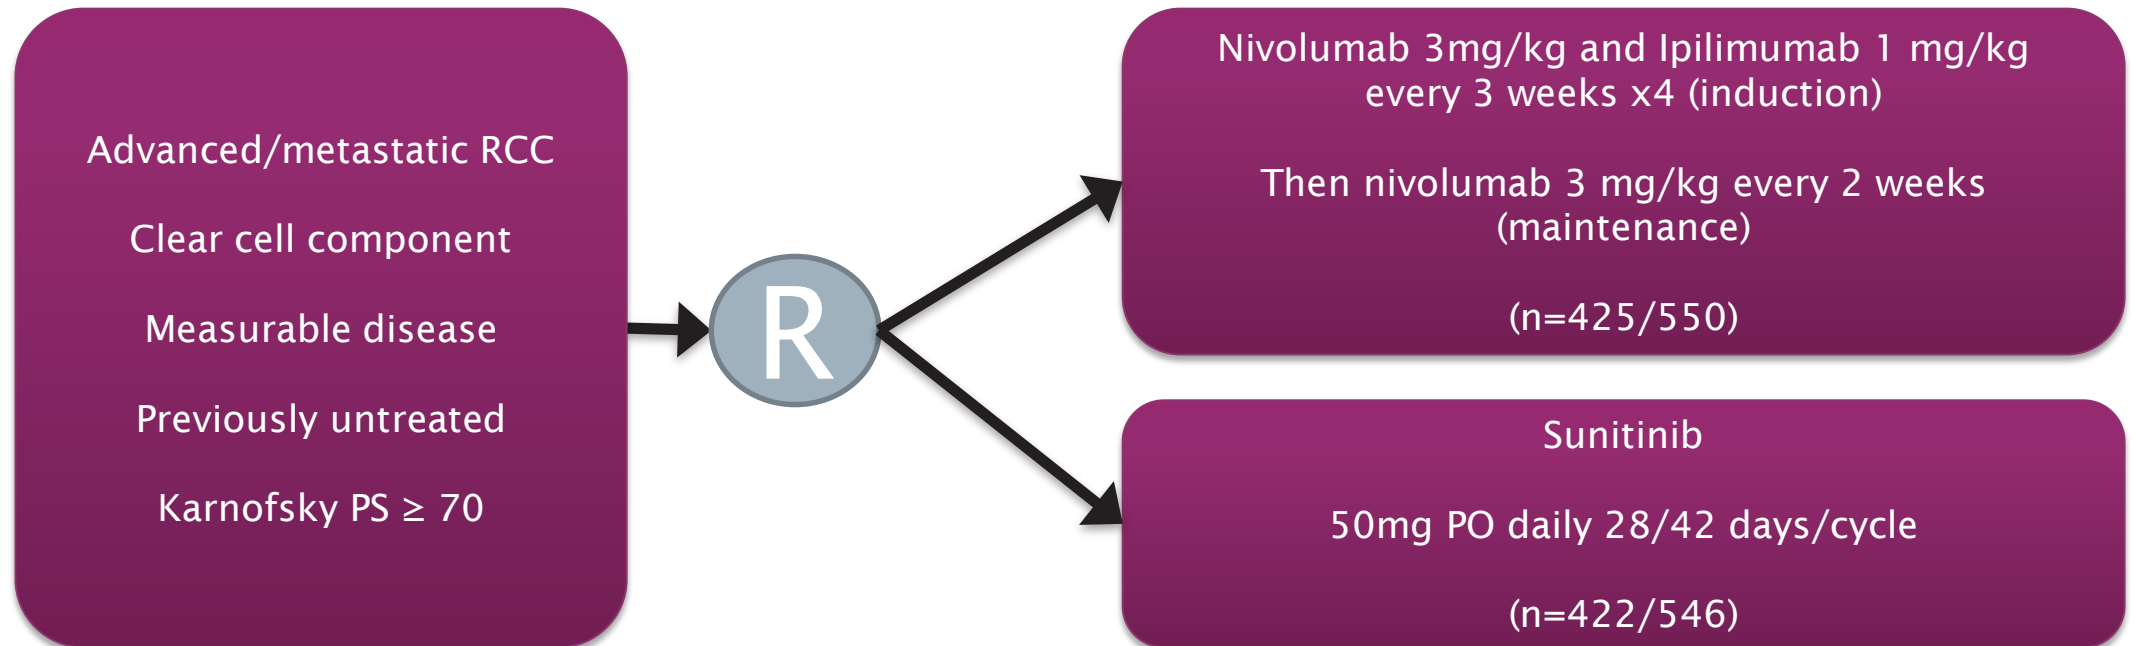 Advanced/metastatic RCC
Clear cell component
Measurable disease
Previously untreated
Karnofsky PS ≥ 70
R
Nivolumab 3mg/kg and Ipilimumab 1 mg/kg
every 3 weeks x4 (induction)
Then nivolumab 3 mg/kg every 2 weeks
(maintenance)
(n=425/550)
Sunitinib
50mg PO daily 28/42 days/cycle
(n=422/546)